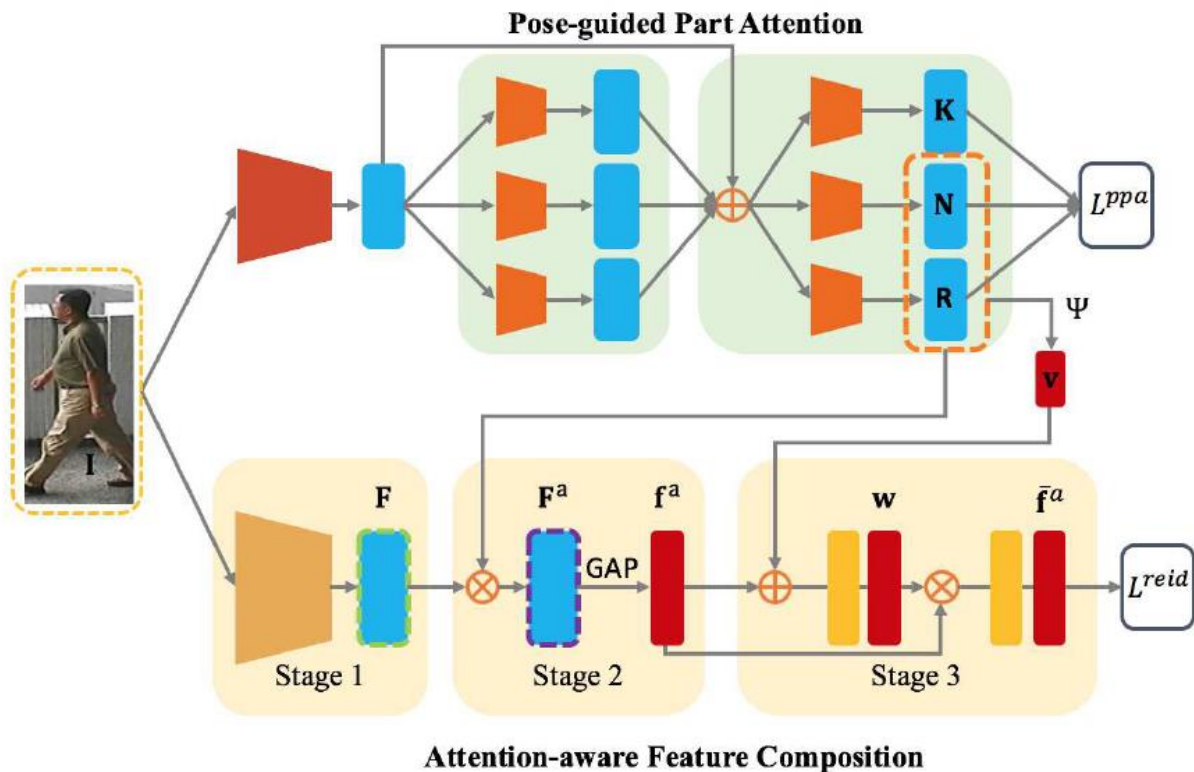 Pose-guided Part Attention
K
N
R
L^{ppa}
Ψ
v
I
F
F^a
f^a
w
f̄^a
GAP
L^{reid}
Stage 1
Stage 2
Stage 3
Attention-aware Feature Composition